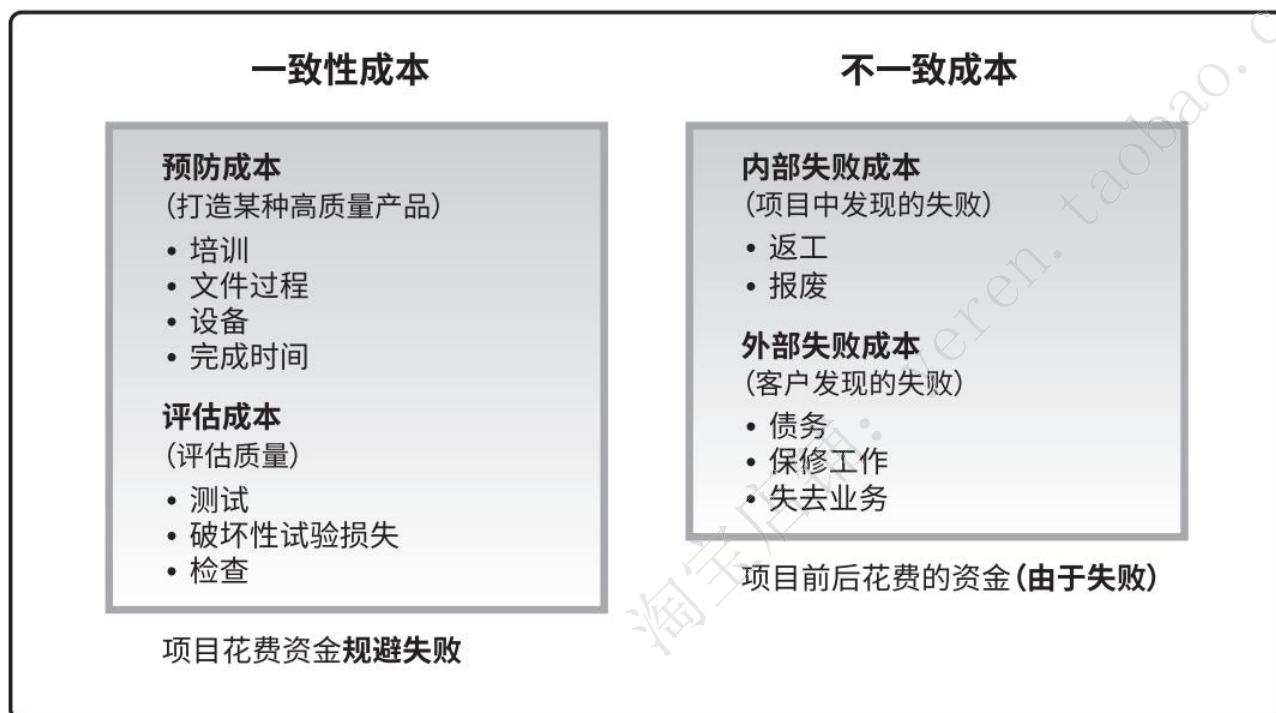 一致性成本
预防成本
（打造某种高质量产品）
• 培训
• 文件过程
• 设备
• 完成时间
评估成本
（评估质量）
• 测试
• 破坏性试验损失
• 检查
项目花费资金规避失败
不一致成本
内部失败成本
（项目中发现的失败）
• 返工
• 报废
外部失败成本
（客户发现的失败）
• 债务
• 保修工作
• 失去业务
项目前后花费的资金（由于失败）
淘宝店铺：veren.taobao.c